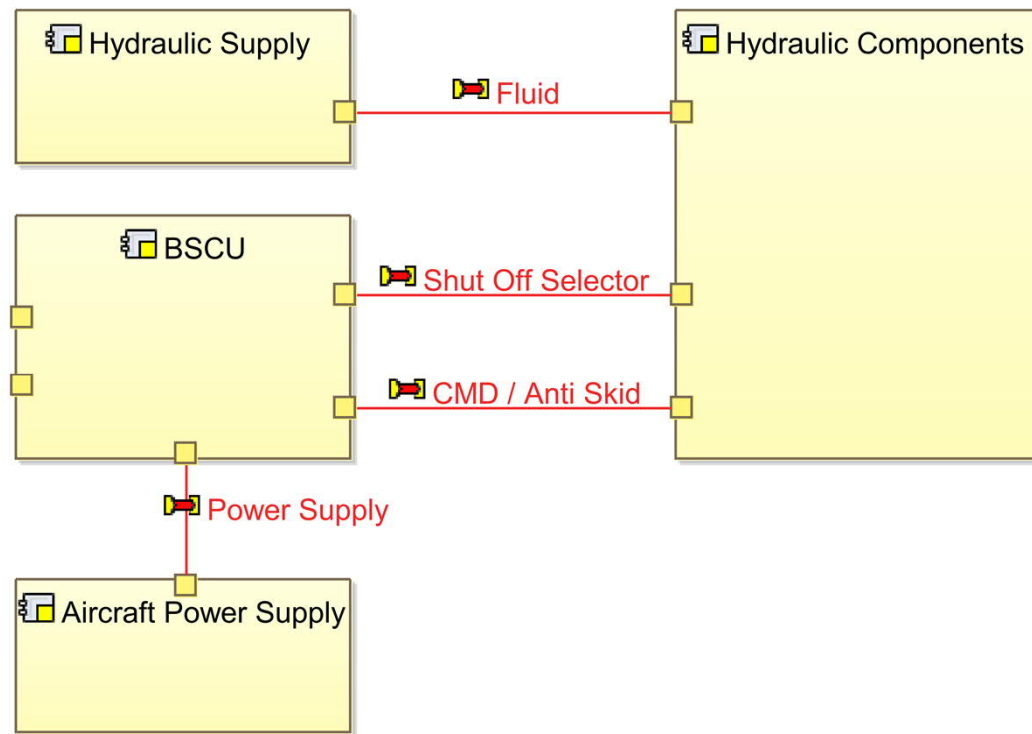 Hydraulic Supply
Hydraulic Components
Fluid
BSCU
Shut Off Selector
CMD / Anti Skid
Power Supply
Aircraft Power Supply